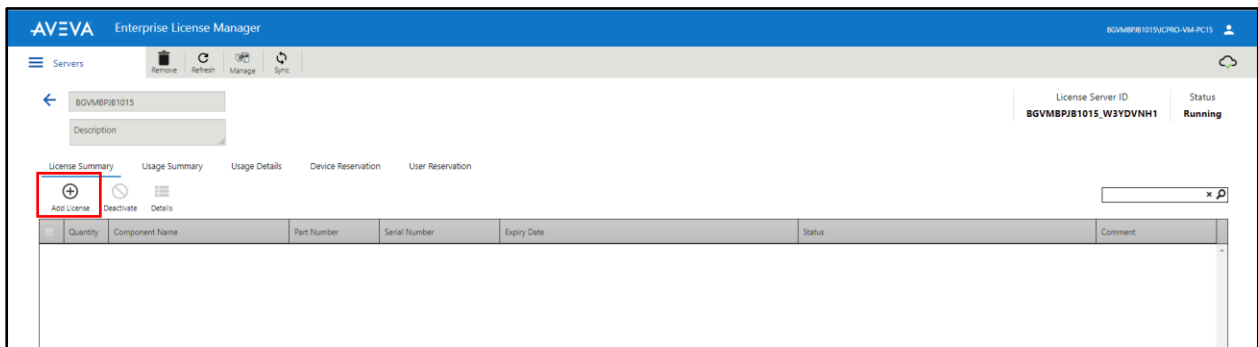 AVEVA Enterprise License Manager BGVMBPJB1015\UCPRO-VM-PC15
Servers Remove Refresh Manage Sync
BGVMBPJB1015
License Server ID Status
BGVMBPJB1015_W3YDVNH1 Running
Description
License Summary Usage Summary Usage Details Device Reservation User Reservation
Add License Deactivate Details
Quantity Component Name Part Number Serial Number Expiry Date Status Comment